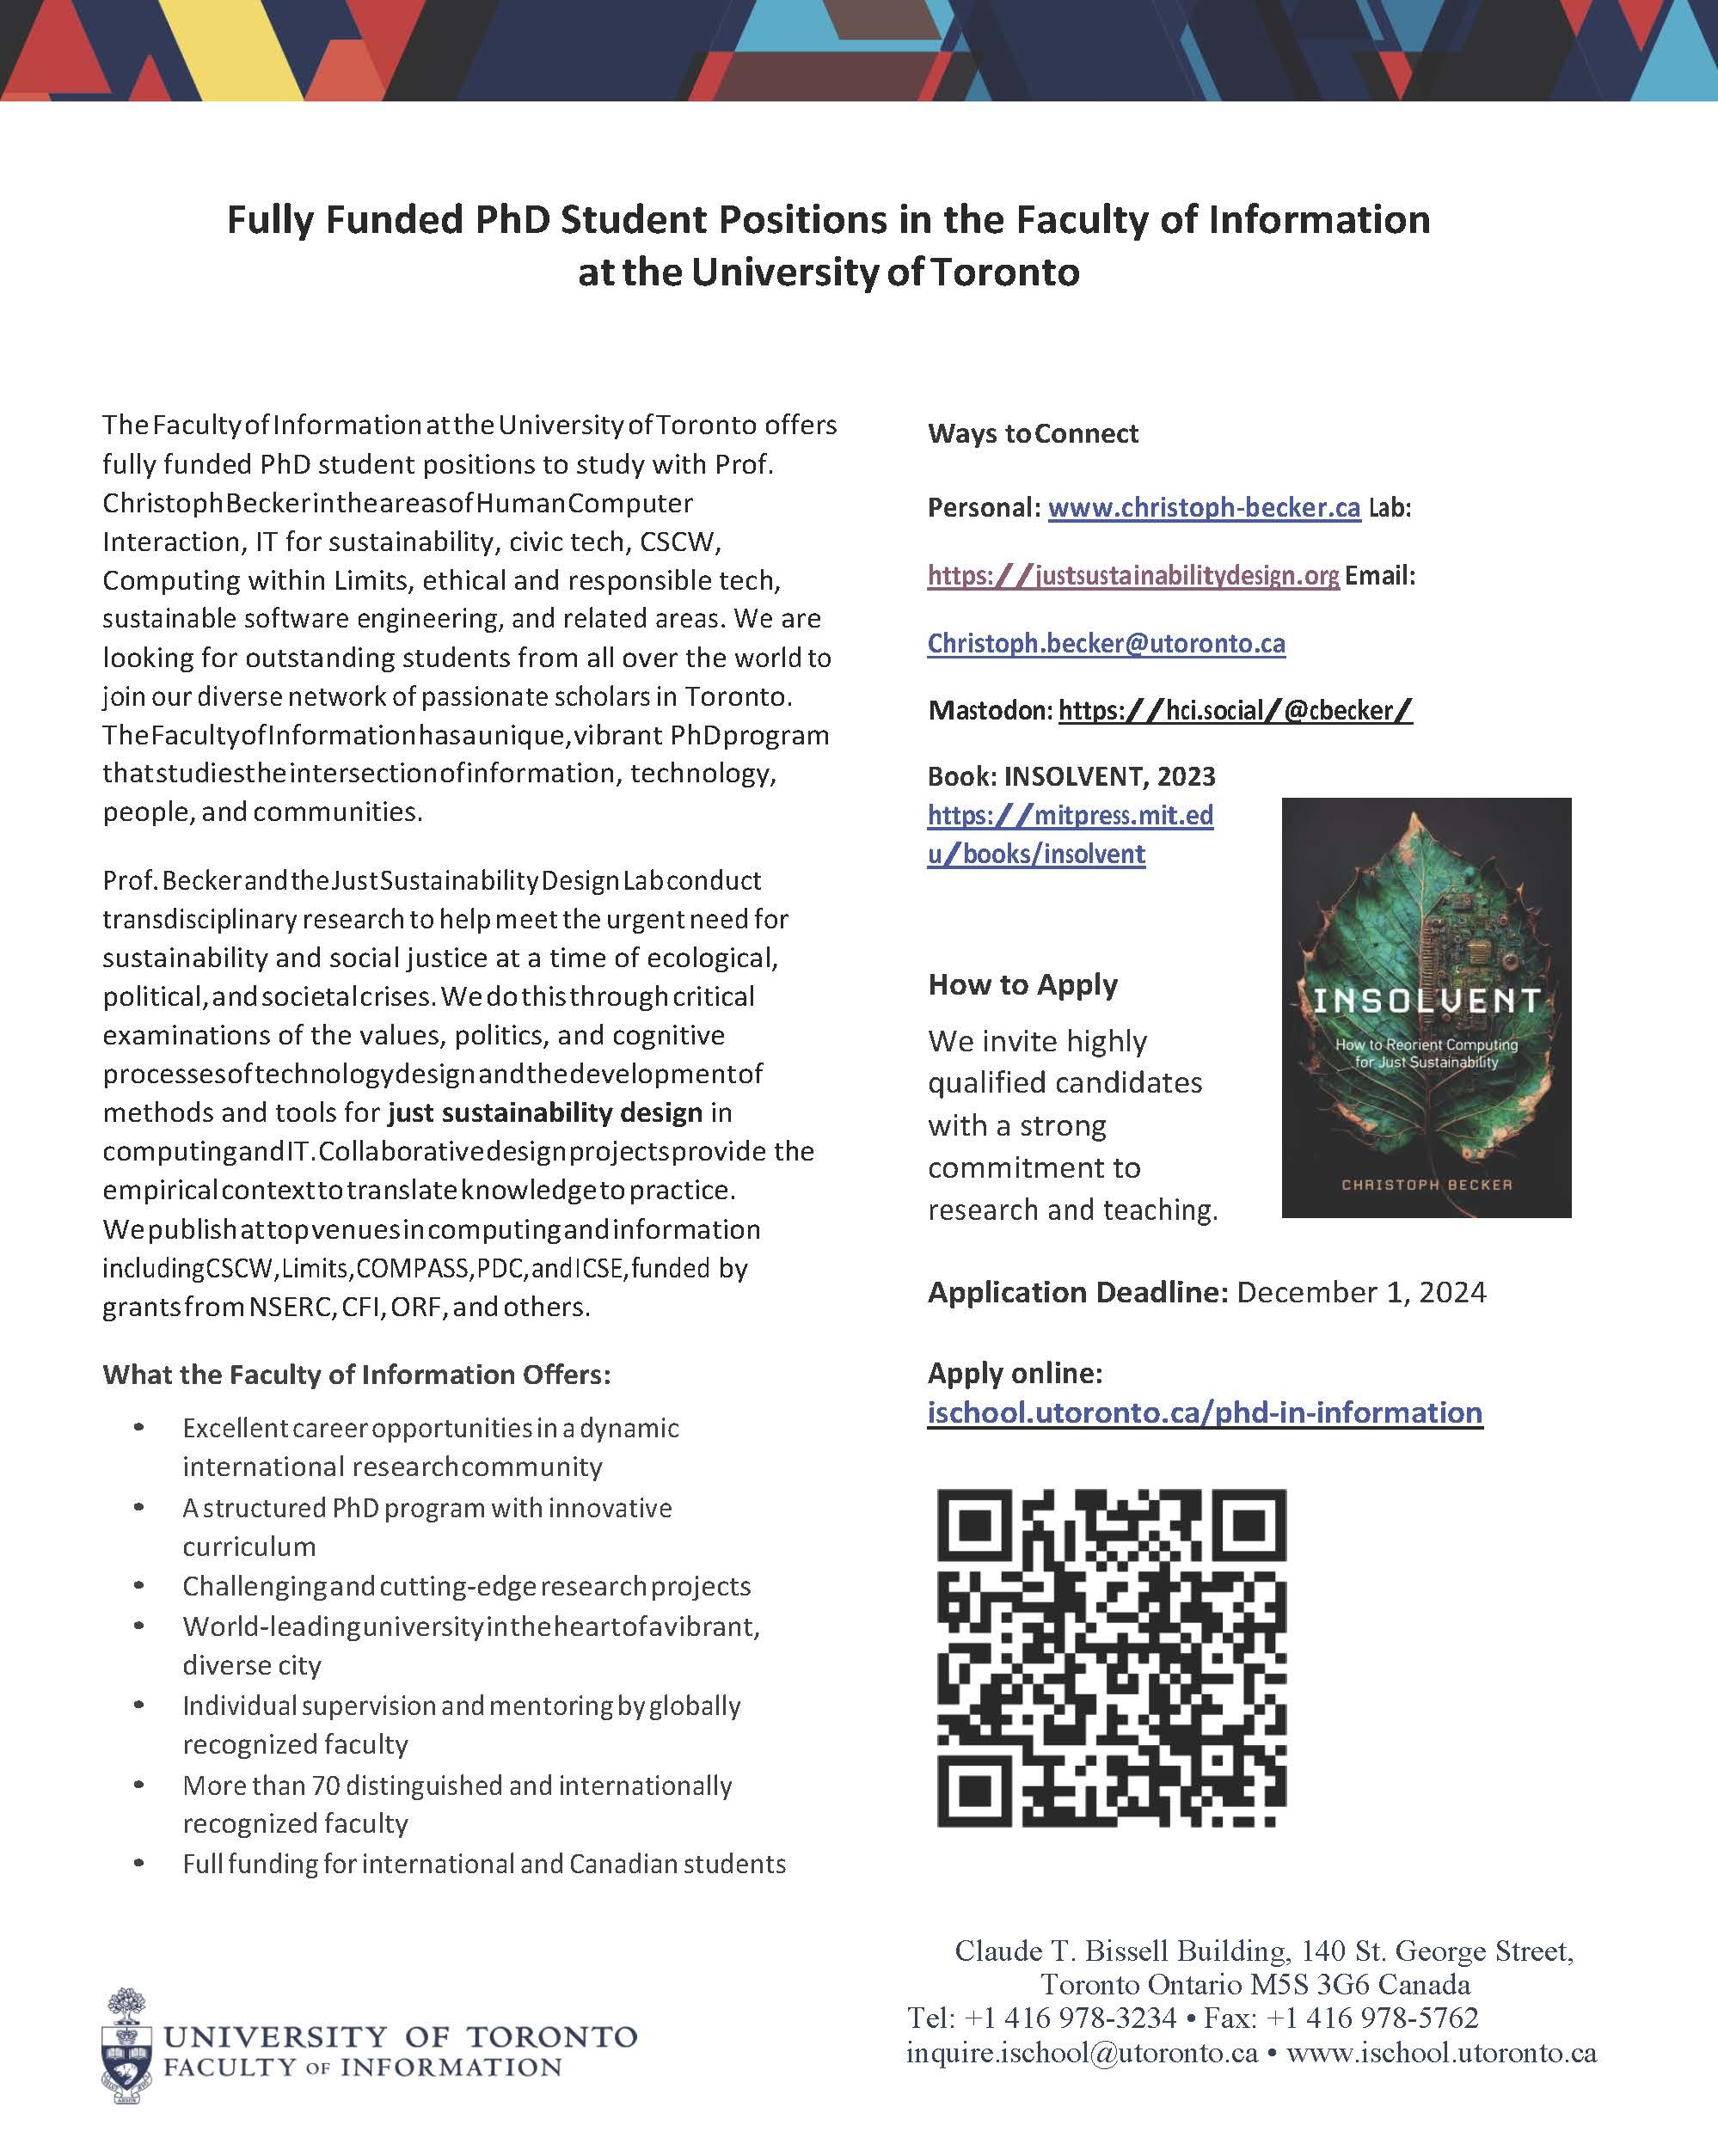 Fully Funded PhD Student Positions in the Faculty of Information
at the University of Toronto
The Faculty of Information at the University of Toronto offers
fully funded PhD student positions to study with Prof.
Christoph Becker in the areas of Human Computer
Interaction, IT for sustainability, civic tech, CSCW,
Computing within Limits, ethical and responsible tech,
sustainable software engineering, and related areas. We are
looking for outstanding students from all over the world to
join our diverse network of passionate scholars in Toronto.
The Faculty of Information has a unique, vibrant PhD program
that studies the intersection of information, technology,
people, and communities.
Prof. Becker and the Just Sustainability Design Lab conduct
transdisciplinary research to help meet the urgent need for
sustainability and social justice at a time of ecological,
political, and societal crises. We do this through critical
examinations of the values, politics, and cognitive
processes of technology design and the development of
methods and tools for just sustainability design in
computing and IT. Collaborative design projects provide the
empirical context to translate knowledge to practice.
We publish at top venues in computing and information
including CSCW, Limits, COMPASS, PDC, and ICSE, funded by
grants from NSERC, CFI, ORF, and others.
What the Faculty of Information Offers:
• Excellent career opportunities in a dynamic
international research community
• A structured PhD program with innovative
curriculum
• Challenging and cutting-edge research projects
• World-leading university in the heart of a vibrant,
diverse city
• Individual supervision and mentoring by globally
recognized faculty
• More than 70 distinguished and internationally
recognized faculty
• Full funding for international and Canadian students
Ways to Connect
Personal: www.christoph-becker.ca Lab:
https://justsustainabilitydesign.org Email:
Christoph.becker@utoronto.ca
Mastodon: https://hci.social/@cbecker/
Book: INSOLVENT, 2023
https://mitpress.mit.ed
u/books/insolvent
INSOLVENT
How to Reorient Computing
for Just Sustainability
CHRISTOPH BECKER
How to Apply
We invite highly
qualified candidates
with a strong
commitment to
research and teaching.
Application Deadline: December 1, 2024
Apply online:
ischool.utoronto.ca/phd-in-information
UNIVERSITY OF TORONTO
FACULTY OF INFORMATION
Claude T. Bissell Building, 140 St. George Street,
Toronto Ontario M5S 3G6 Canada
Tel: +1 416 978-3234 • Fax: +1 416 978-5762
inquire.ischool@utoronto.ca • www.ischool.utoronto.ca